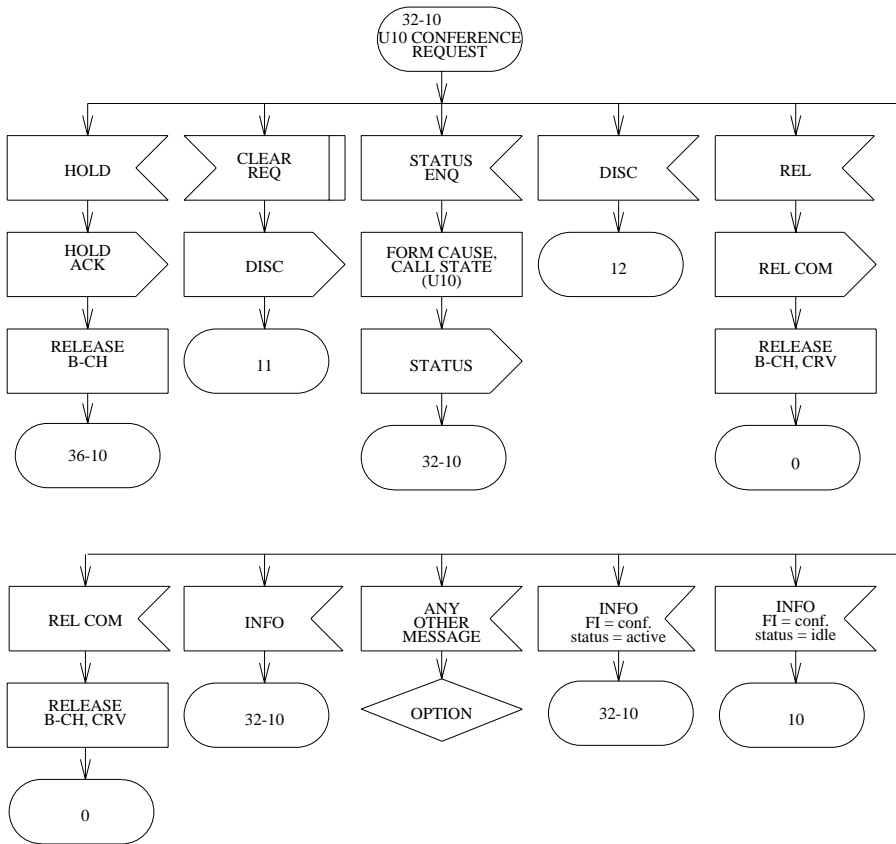 32-10
U10 CONFERENCE
REQUEST
HOLD
CLEAR
REQ
STATUS
ENQ
DISC
REL
HOLD
ACK
DISC
FORM CAUSE,
CALL STATE
(U10)
12
REL COM
RELEASE
B-CH
11
STATUS
RELEASE
B-CH, CRV
36-10
32-10
0
REL COM
INFO
ANY
OTHER
MESSAGE
INFO
FI = conf.
status = active
INFO
FI = conf.
status = idle
RELEASE
B-CH, CRV
32-10
OPTION
32-10
10
0